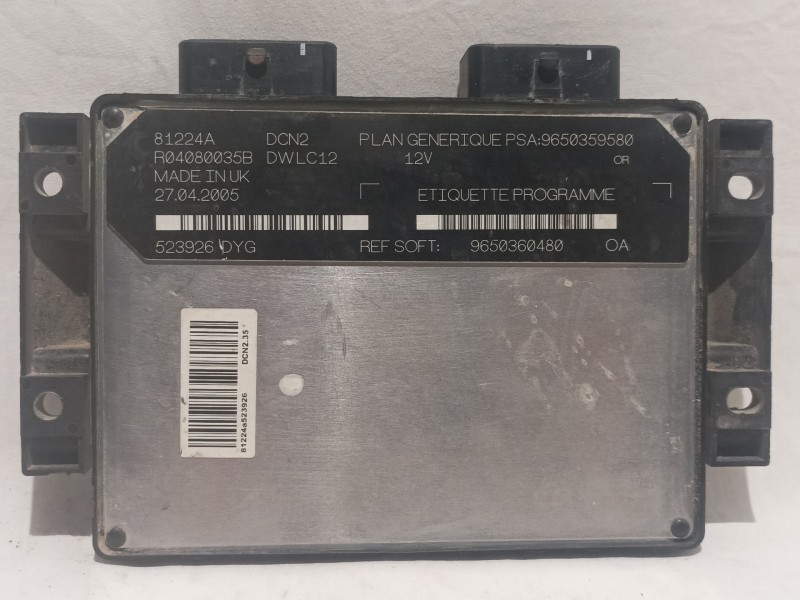 81224A DCN2 PLAN GENERIQUE PSA:9650359580
R04080035B DWLC12 12V OR
MADE IN UK
27.04.2005 ETIQUETTE PROGRAMME
523926 DYG REF SOFT: 9650360480 OA
81224a523926 DCN2.35